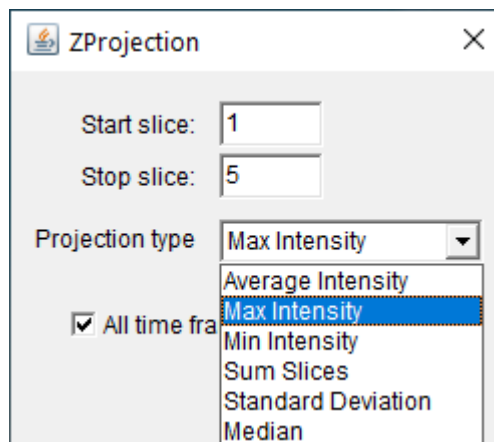 ZProjection
Start slice: 1
Stop slice: 5
Projection type Max Intensity
Average Intensity
Max Intensity
All time fra
Min Intensity
Sum Slices
Standard Deviation
Median